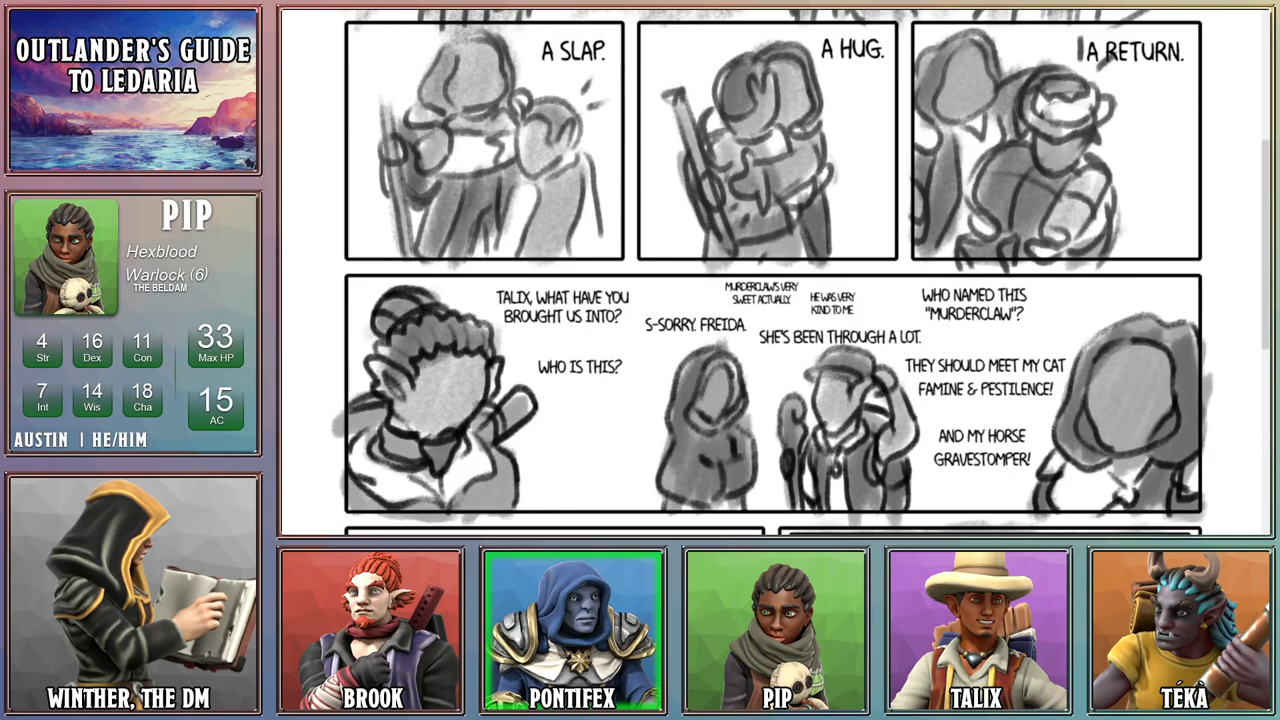 OUTLANDER'S GUIDE
TO LEDARIA
PIP
Hexblood
Warlock (6)
THE BELDAM
4
Str
16
Dex
11
Con
33
Max HP
7
Int
14
Wis
18
Cha
15
AC
AUSTIN | HE/HIM
WINTHER, THE DM
A SLAP.
A HUG.
A RETURN.
TALIX, WHAT HAVE YOU
BROUGHT US INTO?
WHO IS THIS?
S-SORRY. FREIDA.
MURDERCLAW'S VERY
SWEET ACTUALLY.
HE WAS VERY
KIND TO ME
SHE'S BEEN THROUGH A LOT.
WHO NAMED THIS
"MURDERCLAW"?
THEY SHOULD MEET MY CAT
FAMINE & PESTILENCE!
AND MY HORSE
GRAVESTOMPER!
BROOK
PONTIFEX
PIP
TALIX
TÉKÀ